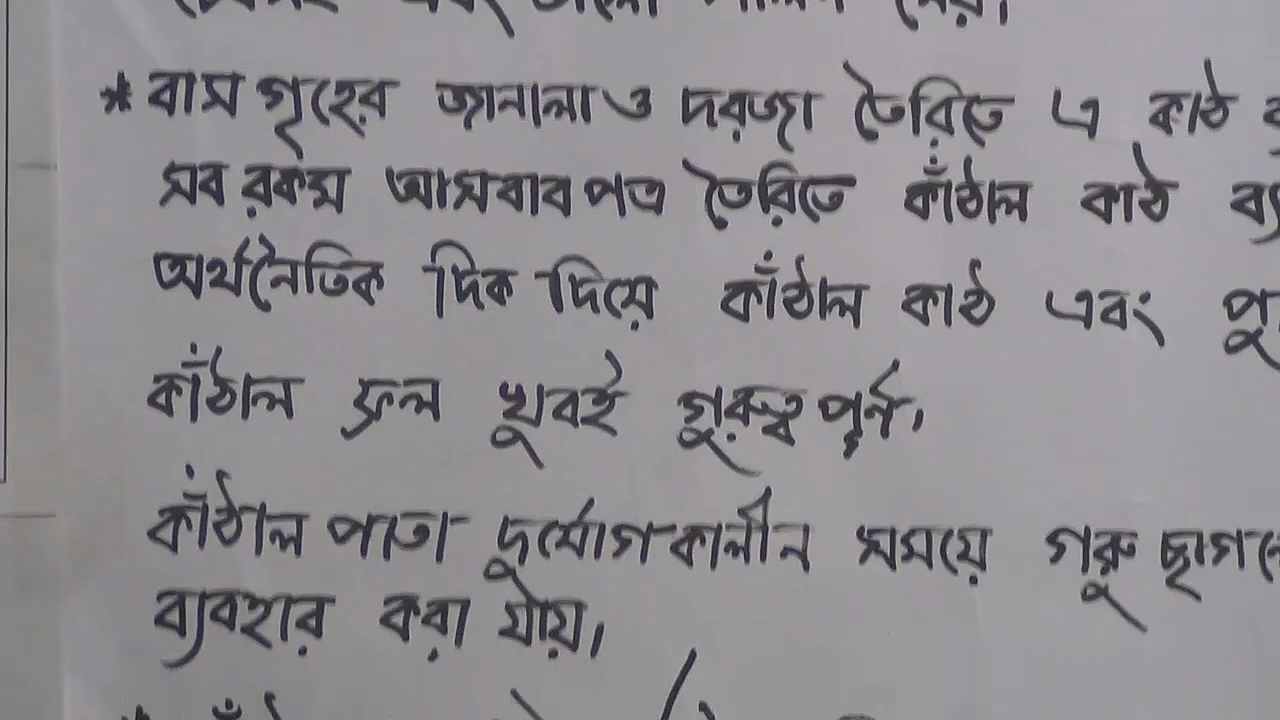 * বাসগৃহের জানালাও দরজা তৈরিতে এ কাঠ
সব রকম আসবাবপত্র তৈরিতে কাঁঠাল কাঠ
অর্থনৈতিক দিক দিয়ে কাঁঠাল কাঠ এবং
কাঁঠাল ফল খুবই গুরুত্বপূর্ন।
কাঁঠাল পাতা দুর্যোগকালীন সময়ে গরু
ব্যবহার করা যায়।